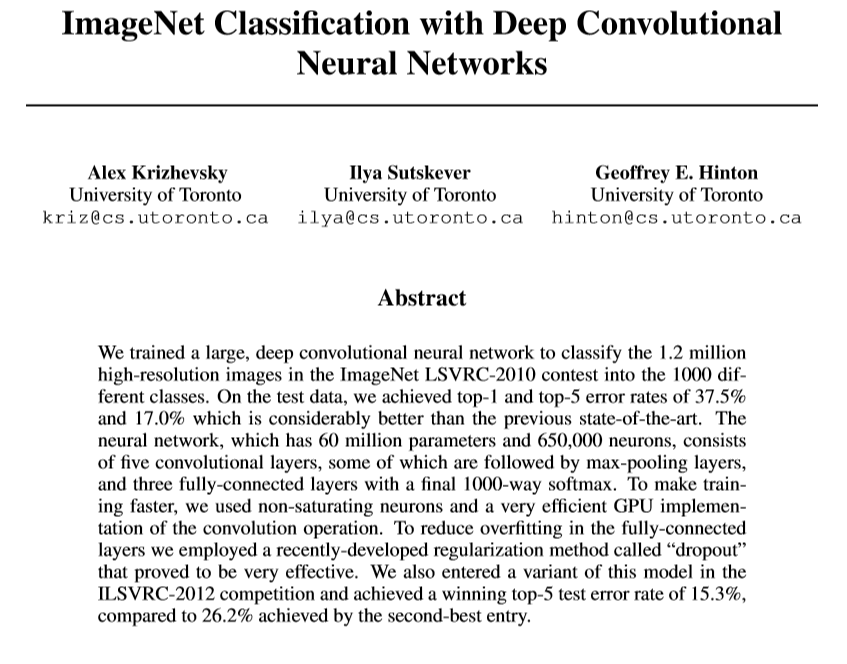 ImageNet Classification with Deep Convolutional
Neural Networks
Alex Krizhevsky
University of Toronto
kriz@cs.utoronto.ca
Ilya Sutskever
University of Toronto
ilya@cs.utoronto.ca
Geoffrey E. Hinton
University of Toronto
hinton@cs.utoronto.ca
Abstract
We trained a large, deep convolutional neural network to classify the 1.2 million
high-resolution images in the ImageNet LSVRC-2010 contest into the 1000 dif-
ferent classes. On the test data, we achieved top-1 and top-5 error rates of 37.5%
and 17.0% which is considerably better than the previous state-of-the-art. The
neural network, which has 60 million parameters and 650,000 neurons, consists
of five convolutional layers, some of which are followed by max-pooling layers,
and three fully-connected layers with a final 1000-way softmax. To make train-
ing faster, we used non-saturating neurons and a very efficient GPU implemen-
tation of the convolution operation. To reduce overfitting in the fully-connected
layers we employed a recently-developed regularization method called “dropout”
that proved to be very effective. We also entered a variant of this model in the
ILSVRC-2012 competition and achieved a winning top-5 test error rate of 15.3%,
compared to 26.2% achieved by the second-best entry.